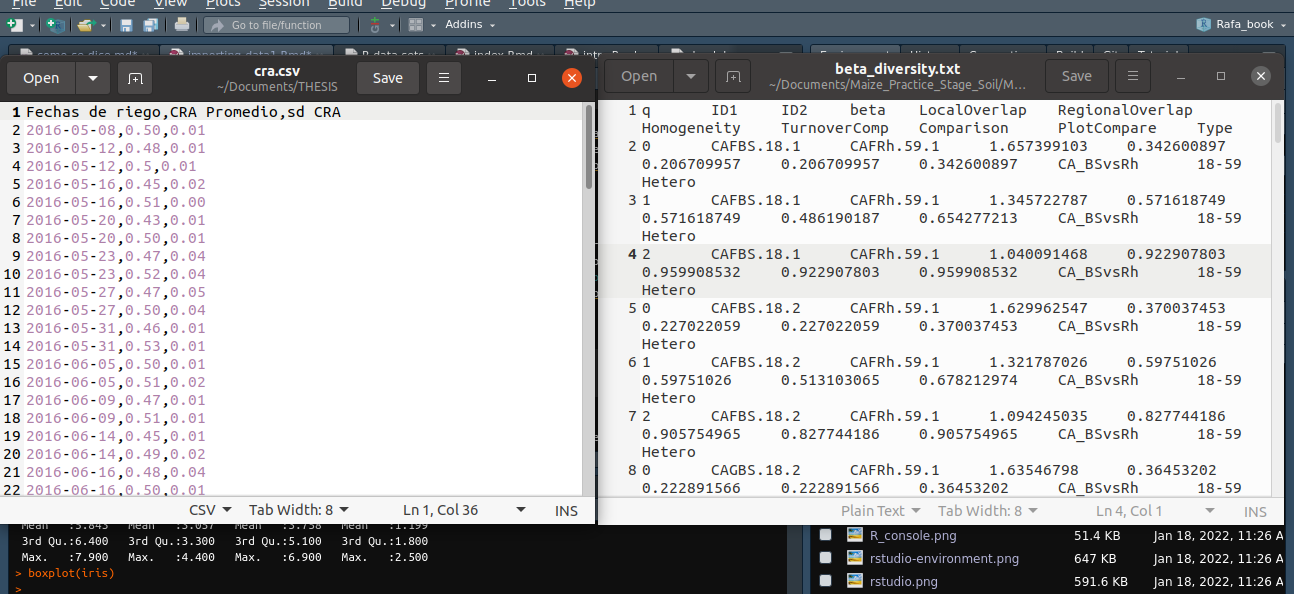 File Edit Code View Plots Session Build Debug Profile Tools Help
Go to file/function
Addins
Rafa_book
Open
cra.csv
~/Documents/THESIS
Save
Open
beta_diversity.txt
~/Documents/Maize_Practice_Stage_Soil/M...
Save
1 Fechas de riego,CRA Promedio,sd CRA
2 2016-05-08,0.50,0.01
3 2016-05-12,0.48,0.01
4 2016-05-12,0.5,0.01
5 2016-05-16,0.45,0.02
6 2016-05-16,0.51,0.00
7 2016-05-20,0.43,0.01
8 2016-05-20,0.50,0.01
9 2016-05-23,0.47,0.04
10 2016-05-23,0.52,0.04
11 2016-05-27,0.47,0.05
12 2016-05-27,0.50,0.04
13 2016-05-31,0.46,0.01
14 2016-05-31,0.53,0.01
15 2016-06-05,0.50,0.01
16 2016-06-05,0.51,0.02
17 2016-06-09,0.47,0.01
18 2016-06-09,0.51,0.01
19 2016-06-14,0.45,0.01
20 2016-06-14,0.49,0.02
21 2016-06-16,0.48,0.04
22 2016-06-16,0.50,0.01
CSV Tab Width: 8 Ln 1, Col 36 INS
1 q ID1 ID2 beta LocalOverlap RegionalOverlap
Homogeneity TurnoverComp Comparison PlotCompare Type
2 0 CAFBS.18.1 CAFRh.59.1 1.657399103 0.342600897
0.206709957 0.206709957 0.342600897 CA_BSvsRh 18-59
Hetero
3 1 CAFBS.18.1 CAFRh.59.1 1.345722787 0.571618749
0.571618749 0.486190187 0.654277213 CA_BSvsRh 18-59
Hetero
4 2 CAFBS.18.1 CAFRh.59.1 1.040091468 0.922907803
0.959908532 0.922907803 0.959908532 CA_BSvsRh 18-59
Hetero
5 0 CAFBS.18.2 CAFRh.59.1 1.629962547 0.370037453
0.227022059 0.227022059 0.370037453 CA_BSvsRh 18-59
Hetero
6 1 CAFBS.18.2 CAFRh.59.1 1.321787026 0.59751026
0.59751026 0.513103065 0.678212974 CA_BSvsRh 18-59
Hetero
7 2 CAFBS.18.2 CAFRh.59.1 1.094245035 0.827744186
0.905754965 0.827744186 0.905754965 CA_BSvsRh 18-59
Hetero
8 0 CAGBS.18.2 CAFRh.59.1 1.63546798 0.36453202
0.222891566 0.222891566 0.36453202 CA_BSvsRh 18-59
Plain Text Tab Width: 8 Ln 4, Col 1 INS
Mean :5.843 Mean :3.057 Mean :3.758 Mean :1.199
3rd Qu.:6.400 3rd Qu.:3.300 3rd Qu.:5.100 3rd Qu.:1.800
Max. :7.900 Max. :4.400 Max. :6.900 Max. :2.500
> boxplot(iris)
>
R_console.png 51.4 KB Jan 18, 2022, 11:26 A
rstudio-environment.png 647 KB Jan 18, 2022, 11:26 A
rstudio.png 591.6 KB Jan 18, 2022, 11:26 A